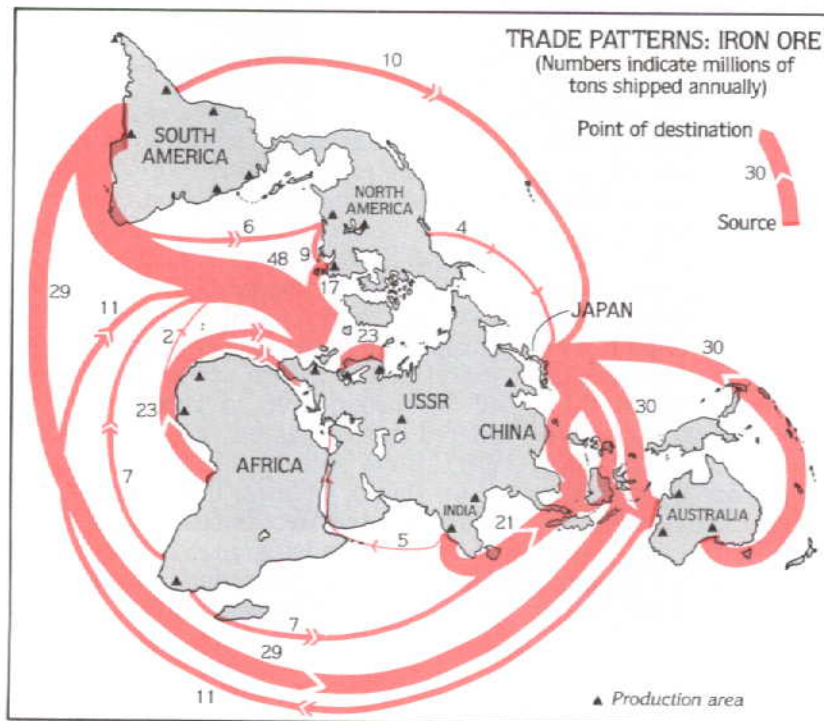 TRADE PATTERNS: IRON ORE
(Numbers indicate millions of
tons shipped annually)
Point of destination
30
Source
10
SOUTH
AMERICA
NORTH
AMERICA
6
9
4
48
17
29
11
JAPAN
2
23
30
USSR
30
23
CHINA
AFRICA
7
INDIA
21
AUSTRALIA
5
7
29
11
▲ Production area